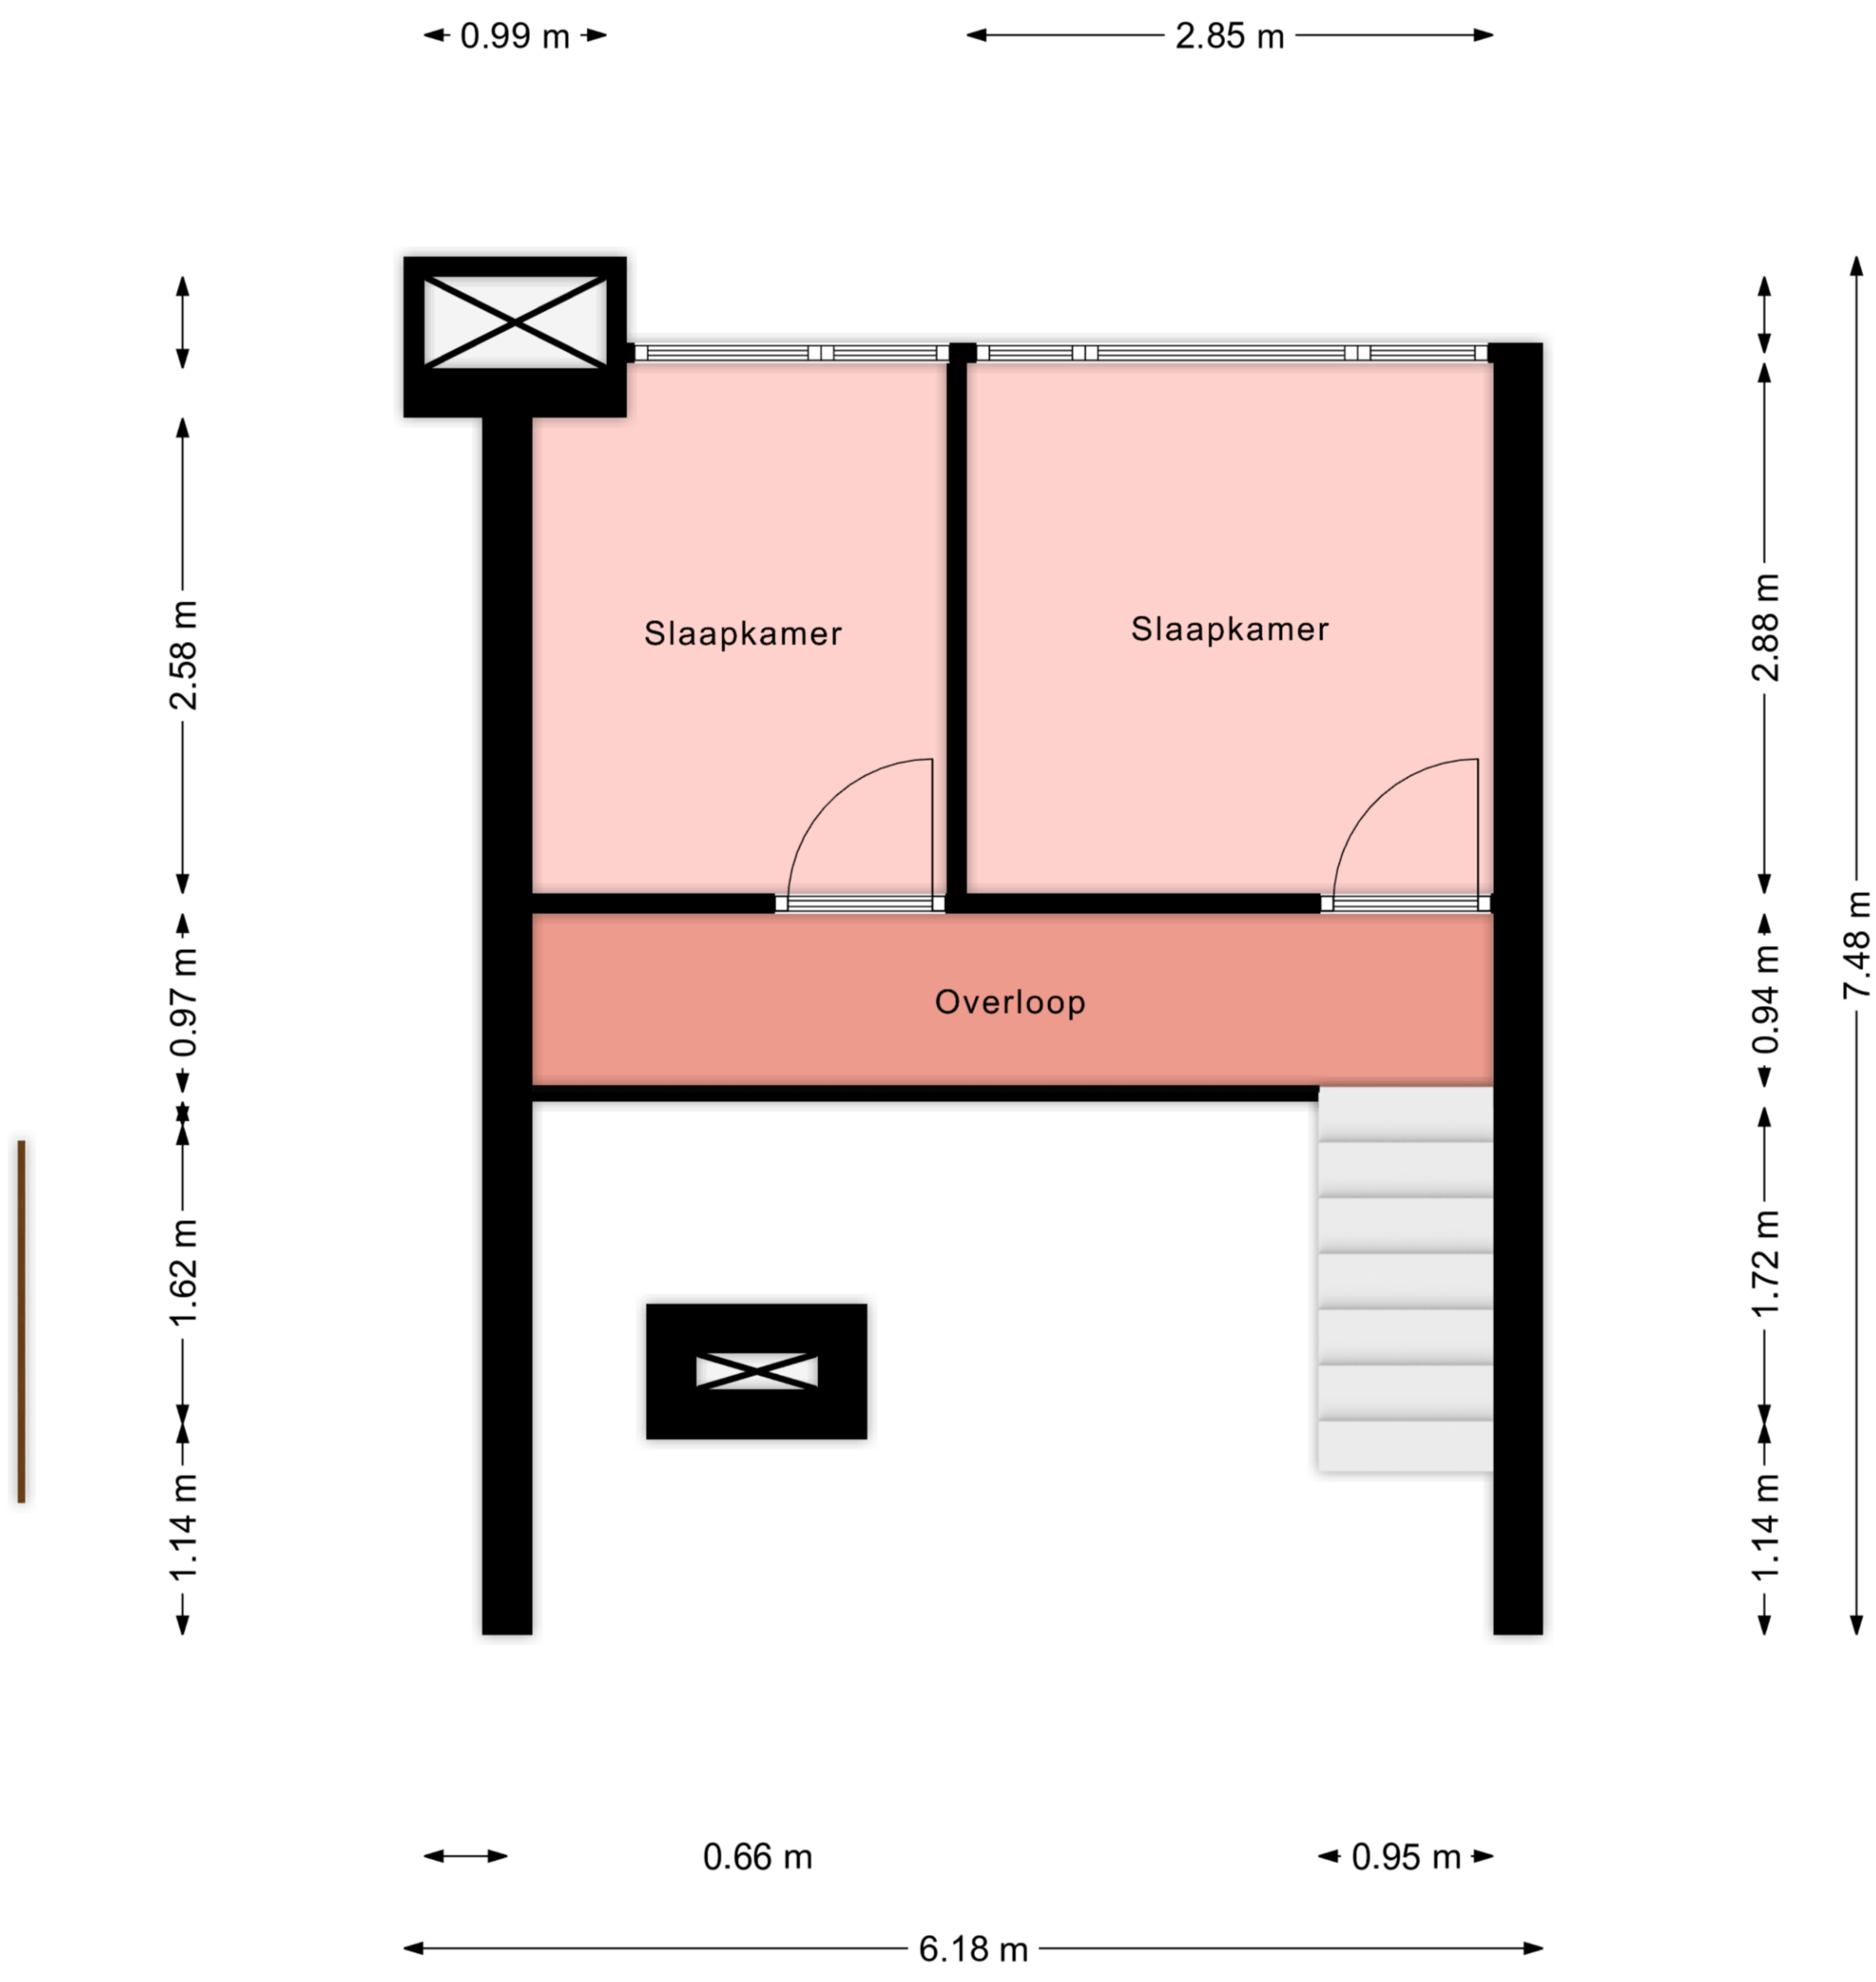 0.99 m
2.85 m
Slaapkamer
Slaapkamer
2.58 m
2.88 m
7.48 m
0.97 m
0.94 m
Overloop
1.62 m
1.72 m
1.14 m
1.14 m
0.66 m
0.95 m
6.18 m